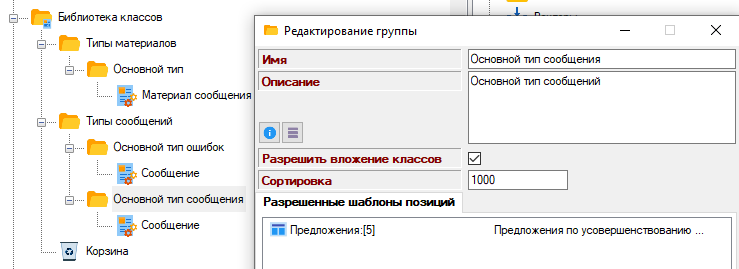 Библиотека классов
Типы материалов
Основной тип
Материал сообщения
Типы сообщений
Основной тип ошибок
Сообщение
Основной тип сообщения
Сообщение
Корзина
Редактирование группы
Имя
Основной тип сообщения
Описание
Основной тип сообщений
Разрешить вложение классов
Сортировка
1000
Разрешенные шаблоны позиций
Предложения:[5]
Предложения по усовершенствованию ...